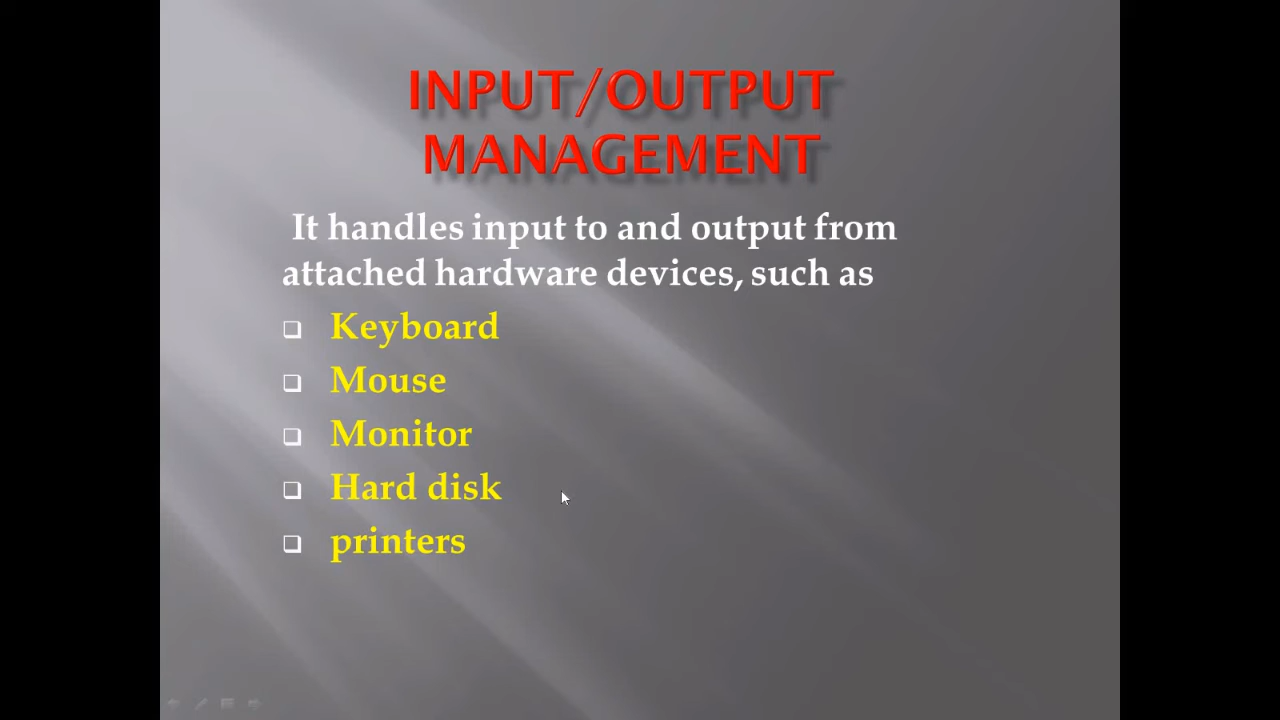 INPUT/OUTPUT
MANAGEMENT
It handles input to and output from
attached hardware devices, such as
❑ Keyboard
❑ Mouse
❑ Monitor
❑ Hard disk
❑ printers